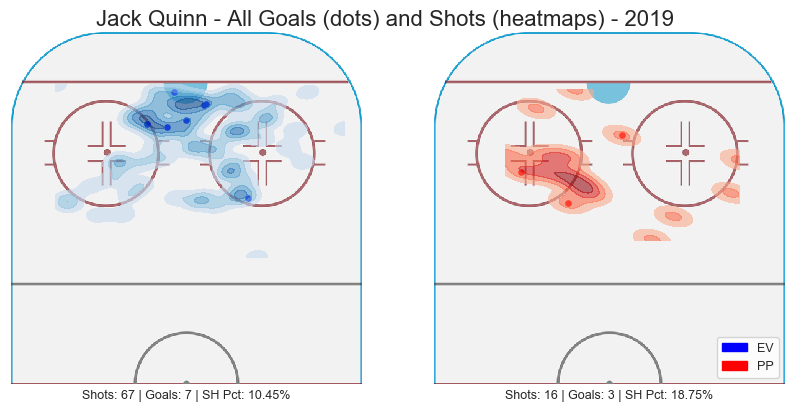 Jack Quinn - All Goals (dots) and Shots (heatmaps) - 2019
EV
PP
Shots: 67 | Goals: 7 | SH Pct: 10.45%
Shots: 16 | Goals: 3 | SH Pct: 18.75%